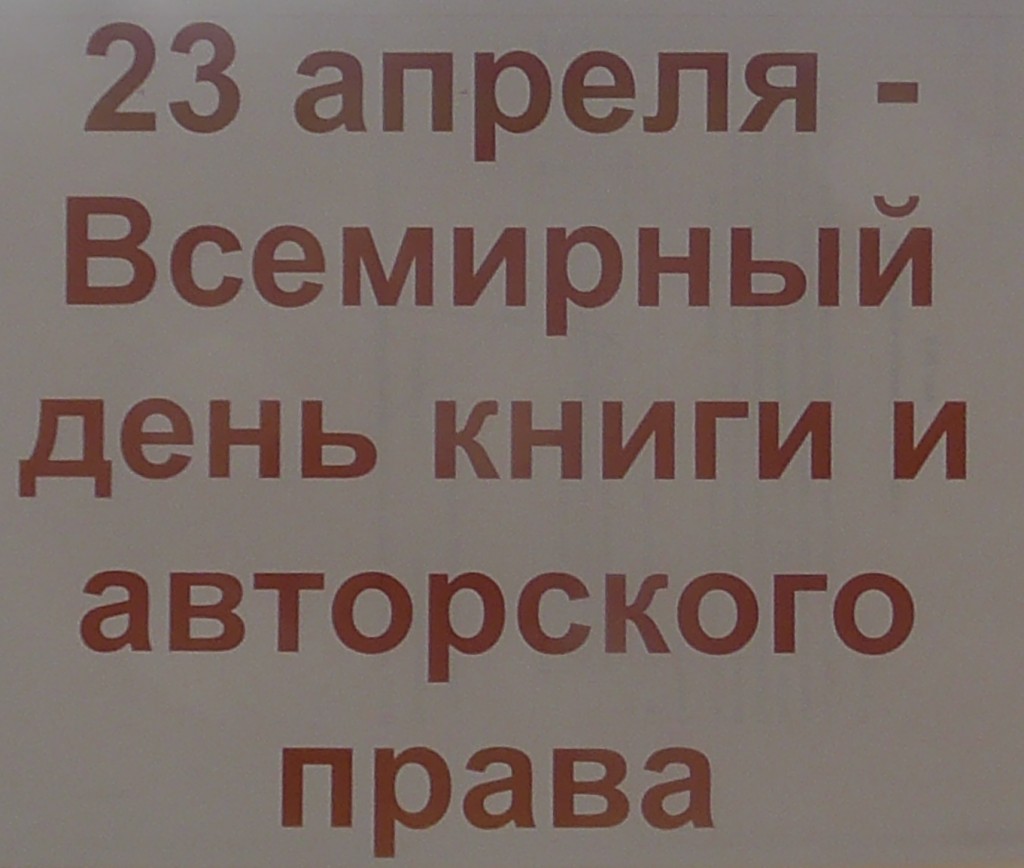 23 апреля -
Всемирный
день книги и
авторского
права